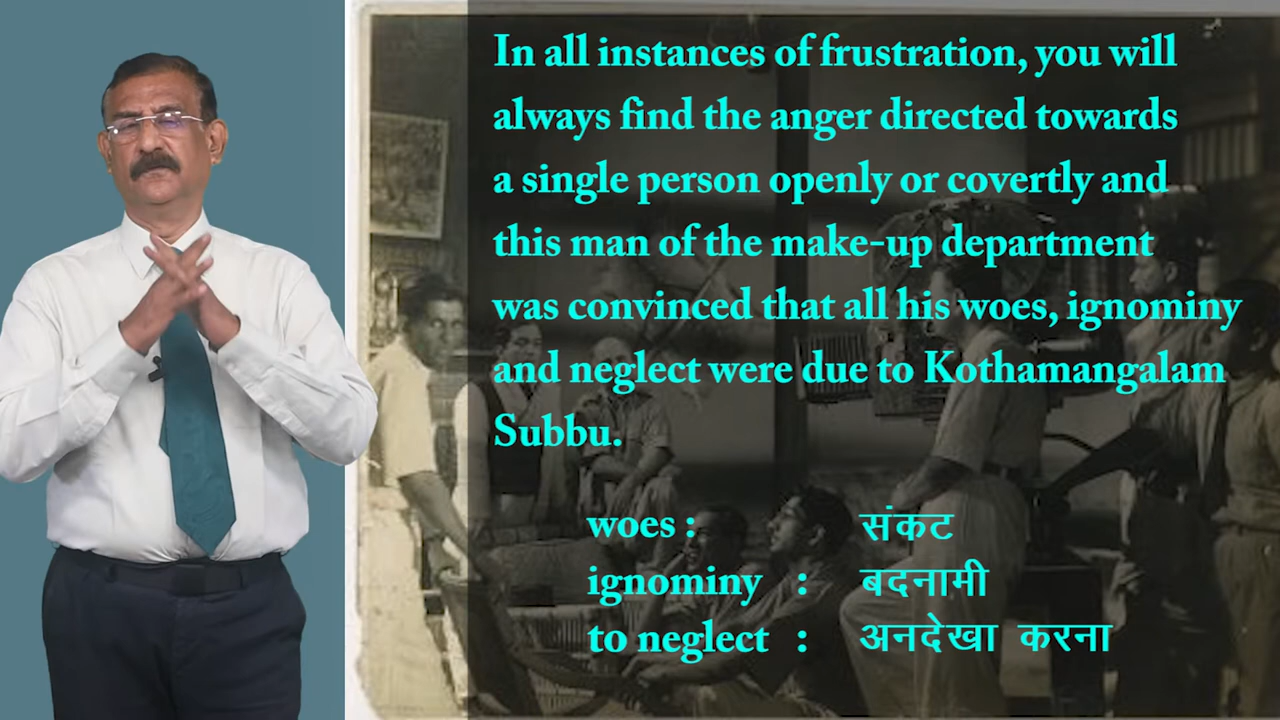 In all instances of frustration, you will
always find the anger directed towards
a single person openly or covertly and
this man of the make-up department
was convinced that all his woes, ignominy
and neglect were due to Kothamangalam
Subbu.
woes : संकट
ignominy : बदनामी
to neglect : अनदेखा करना